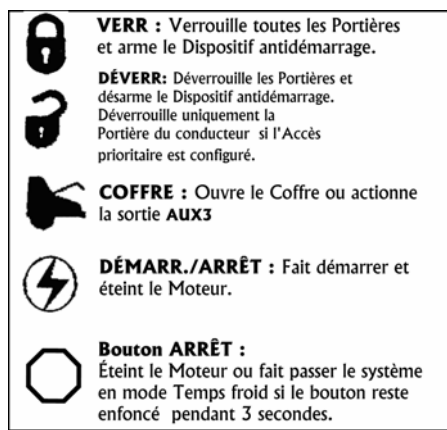 VERR : Verrouille toutes les Portières
et arme le Dispositif antidémarrage.
DÉVERR: Déverrouille les Portières et
désarme le Dispositif antidémarrage.
Déverrouille uniquement la
Portière du conducteur si l'Accès
prioritaire est configuré.
COFFRE : Ouvre le Coffre ou actionne
la sortie AUX3
DÉMARR./ARRÊT : Fait démarrer et
éteint le Moteur.
Bouton ARRÊT :
Éteint le Moteur ou fait passer le système
en mode Temps froid si le bouton reste
enfoncé pendant 3 secondes.